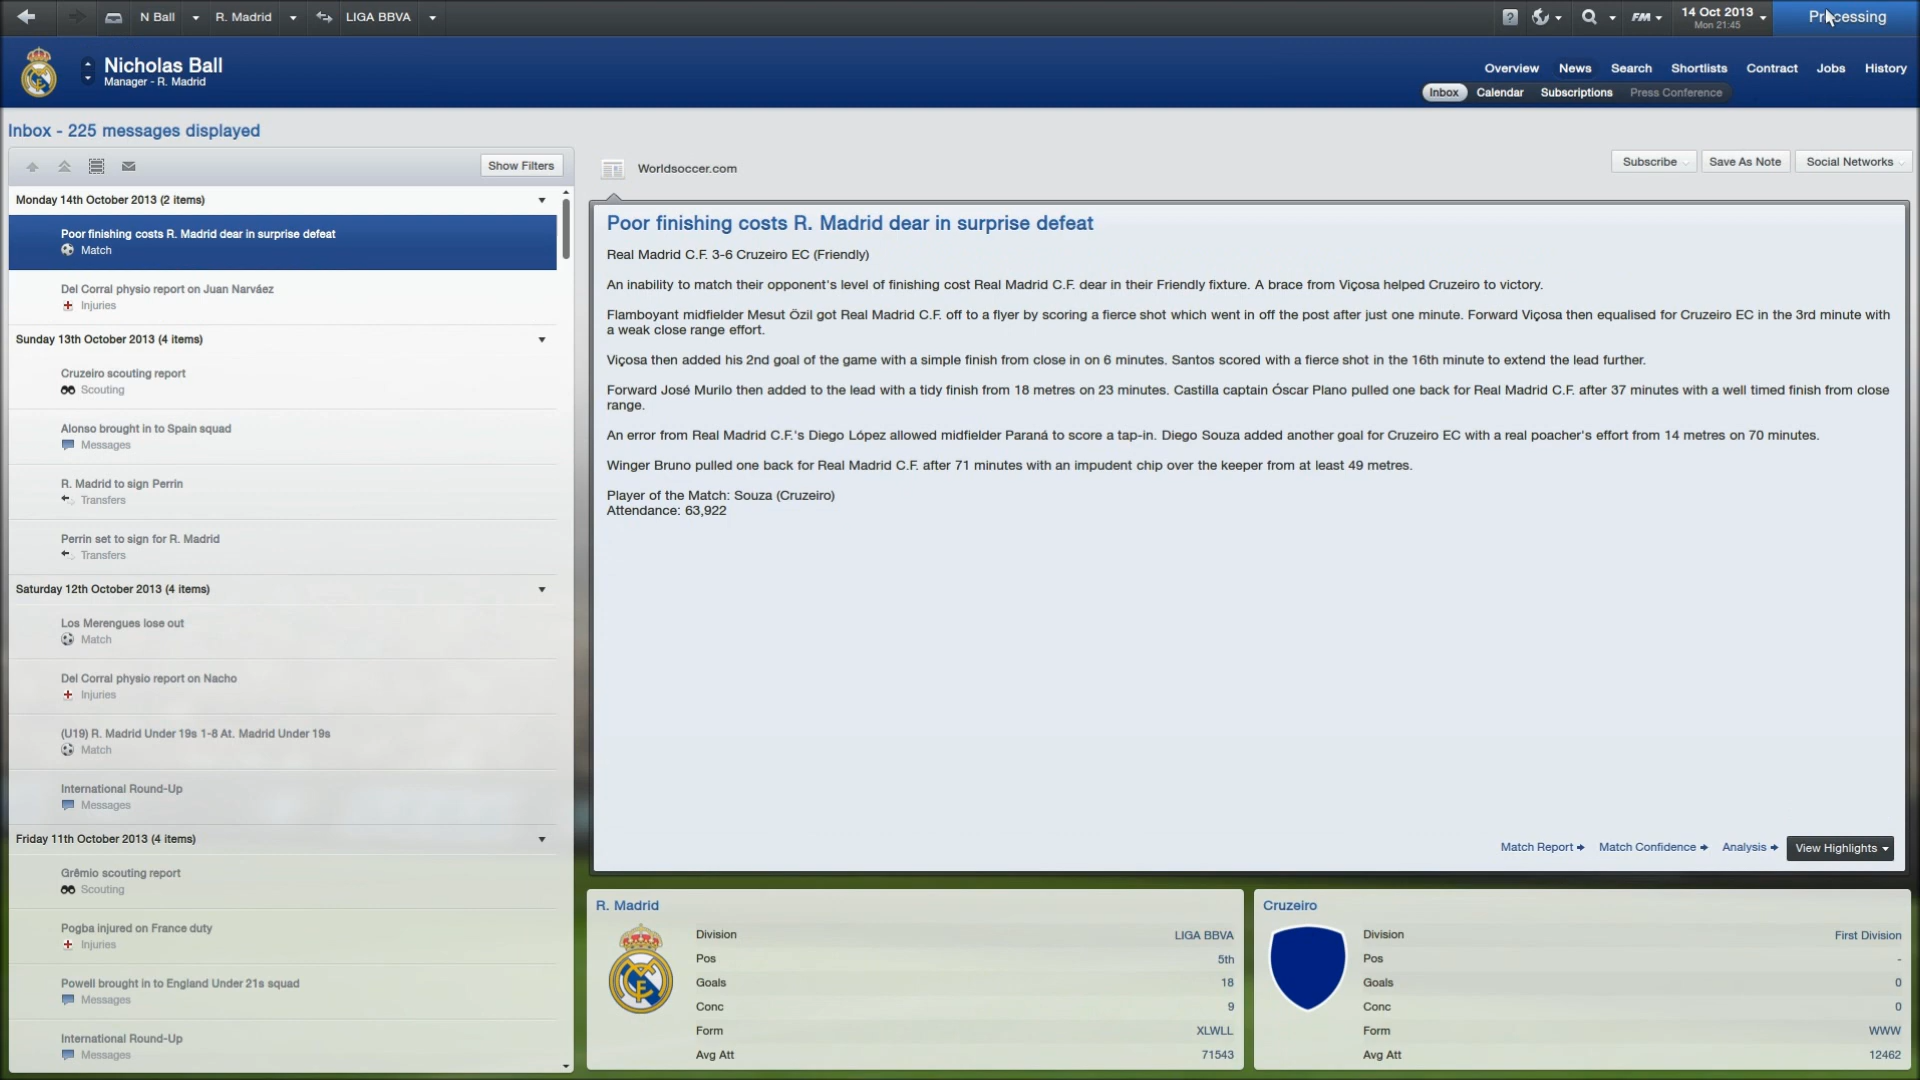 N Ball
R. Madrid
LIGA BBVA
14 Oct 2013
Mon 21:45
Processing
Nicholas Ball
Manager - R. Madrid
Overview News Search Shortlists Contract Jobs History
Inbox Calendar Subscriptions Press Conference
Inbox - 225 messages displayed
Show Filters
Monday 14th October 2013 (2 items)
Poor finishing costs R. Madrid dear in surprise defeat
Match
Del Corral physio report on Juan Narváez
Injuries
Sunday 13th October 2013 (4 items)
Cruzeiro scouting report
Scouting
Alonso brought in to Spain squad
Messages
R. Madrid to sign Perrin
Transfers
Perrin set to sign for R. Madrid
Transfers
Saturday 12th October 2013 (4 items)
Los Merengues lose out
Match
Del Corral physio report on Nacho
Injuries
(U19) R. Madrid Under 19s 1-8 At. Madrid Under 19s
Match
International Round-Up
Messages
Friday 11th October 2013 (4 items)
Grêmio scouting report
Scouting
Pogba injured on France duty
Injuries
Powell brought in to England Under 21s squad
Messages
International Round-Up
Messages
Worldsoccer.com
Subscribe Save As Note Social Networks
Poor finishing costs R. Madrid dear in surprise defeat
Real Madrid C.F. 3-6 Cruzeiro EC (Friendly)
An inability to match their opponent's level of finishing cost Real Madrid C.F. dear in their Friendly fixture. A brace from Viçosa helped Cruzeiro to victory.
Flamboyant midfielder Mesut Özil got Real Madrid C.F. off to a flyer by scoring a fierce shot which went in off the post after just one minute. Forward Viçosa then equalised for Cruzeiro EC in the 3rd minute with
a weak close range effort.
Viçosa then added his 2nd goal of the game with a simple finish from close in on 6 minutes. Santos scored with a fierce shot in the 16th minute to extend the lead further.
Forward José Murilo then added to the lead with a tidy finish from 18 metres on 23 minutes. Castilla captain Óscar Plano pulled one back for Real Madrid C.F. after 37 minutes with a well timed finish from close
range.
An error from Real Madrid C.F.'s Diego López allowed midfielder Paraná to score a tap-in. Diego Souza added another goal for Cruzeiro EC with a real poacher's effort from 14 metres on 70 minutes.
Winger Bruno pulled one back for Real Madrid C.F. after 71 minutes with an impudent chip over the keeper from at least 49 metres.
Player of the Match: Souza (Cruzeiro)
Attendance: 63,922
Match Report Match Confidence Analysis View Highlights
R. Madrid
Division LIGA BBVA
Pos 5th
Goals 18
Conc 9
Form XLWLL
Avg Att 71543
Cruzeiro
Division First Division
Pos -
Goals 0
Conc 0
Form WWW
Avg Att 12462